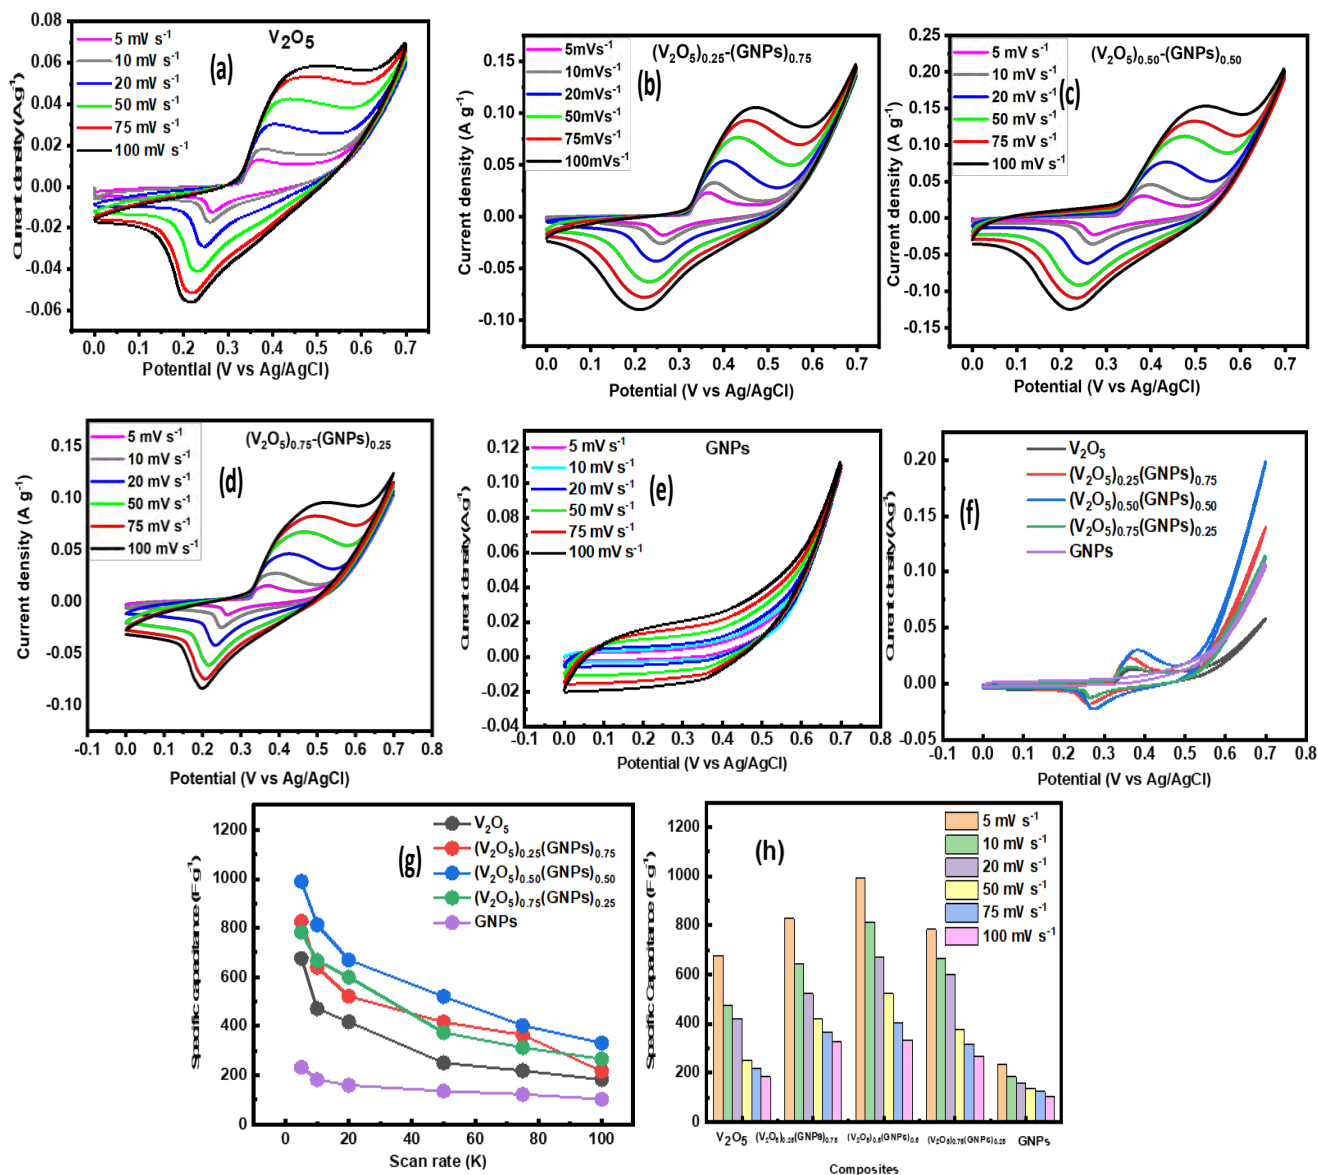 (a)
V₂O₅
5 mV s⁻¹
10 mV s⁻¹
20 mV s⁻¹
50 mV s⁻¹
75 mV s⁻¹
100 mV s⁻¹
Current density (Ag⁻¹)
0.08
0.06
0.04
0.02
0.00
-0.02
-0.04
-0.06
0.0 0.1 0.2 0.3 0.4 0.5 0.6 0.7
Potential (V vs Ag/AgCl)
(b)
(V₂O₅)₀.₂₅-(GNPs)₀.₇₅
5mVs⁻¹
10mVs⁻¹
20mVs⁻¹
50mVs⁻¹
75mVs⁻¹
100mVs⁻¹
Current density (A g⁻¹)
0.15
0.10
0.05
0.00
-0.05
-0.10
0.0 0.1 0.2 0.3 0.4 0.5 0.6 0.7
Potential (V vs Ag/AgCl)
(c)
(V₂O₅)₀.₅₀-(GNPs)₀.₅₀
5 mV s⁻¹
10 mV s⁻¹
20 mV s⁻¹
50 mV s⁻¹
75 mV s⁻¹
100 mV s⁻¹
Current density (A g⁻¹)
0.25
0.20
0.15
0.10
0.05
0.00
-0.05
-0.10
-0.15
0.0 0.1 0.2 0.3 0.4 0.5 0.6 0.7
Potential (V vs Ag/AgCl)
(d)
(V₂O₅)₀.₇₅-(GNPs)₀.₂₅
5 mV s⁻¹
10 mV s⁻¹
20 mV s⁻¹
50 mV s⁻¹
75 mV s⁻¹
100 mV s⁻¹
Current density (A g⁻¹)
0.15
0.10
0.05
0.00
-0.05
-0.10
-0.1 0.0 0.1 0.2 0.3 0.4 0.5 0.6 0.7 0.8
Potential (V vs Ag/AgCl)
(e)
GNPs
5 mV s⁻¹
10 mV s⁻¹
20 mV s⁻¹
50 mV s⁻¹
75 mV s⁻¹
100 mV s⁻¹
Current density (Ag⁻¹)
0.12
0.10
0.08
0.06
0.04
0.02
0.00
-0.02
-0.04
-0.1 0.0 0.1 0.2 0.3 0.4 0.5 0.6 0.7 0.8
Potential (V vs Ag/AgCl)
(f)
V₂O₅
(V₂O₅)₀.₂₅(GNPs)₀.₇₅
(V₂O₅)₀.₅₀(GNPs)₀.₅₀
(V₂O₅)₀.₇₅(GNPs)₀.₂₅
GNPs
Current density (Ag⁻¹)
0.20
0.15
0.10
0.05
0.00
-0.05
-0.1 0.0 0.1 0.2 0.3 0.4 0.5 0.6 0.7 0.8
Potential (V vs Ag/AgCl)
(g)
V₂O₅
(V₂O₅)₀.₂₅(GNPs)₀.₇₅
(V₂O₅)₀.₅₀(GNPs)₀.₅₀
(V₂O₅)₀.₇₅(GNPs)₀.₂₅
GNPs
Specific capacitance (F g⁻¹)
1200
1000
800
600
400
200
0
0 20 40 60 80 100
Scan rate (K)
(h)
5 mV s⁻¹
10 mV s⁻¹
20 mV s⁻¹
50 mV s⁻¹
75 mV s⁻¹
100 mV s⁻¹
Specific Capacitance (F g⁻¹)
1200
1000
800
600
400
200
0
V₂O₅ (V₂O₅)₀.₂₅(GNPs)₀.₇₅ (V₂O₅)₀.₅(GNPs)₀.₅ (V₂O₅)₀.₇₅(GNPs)₀.₂₅ GNPs
Composites